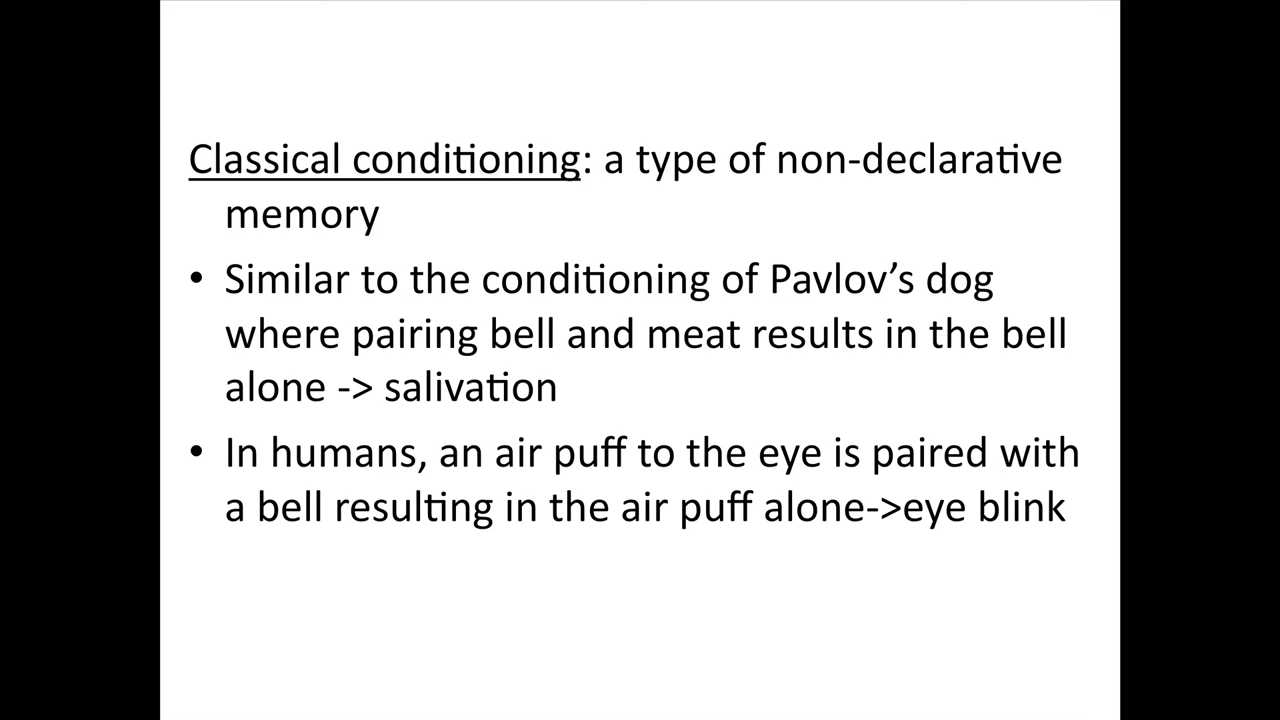 Classical conditioning: a type of non-declarative
memory
• Similar to the conditioning of Pavlov’s dog
where pairing bell and meat results in the bell
alone -> salivation
• In humans, an air puff to the eye is paired with
a bell resulting in the air puff alone->eye blink